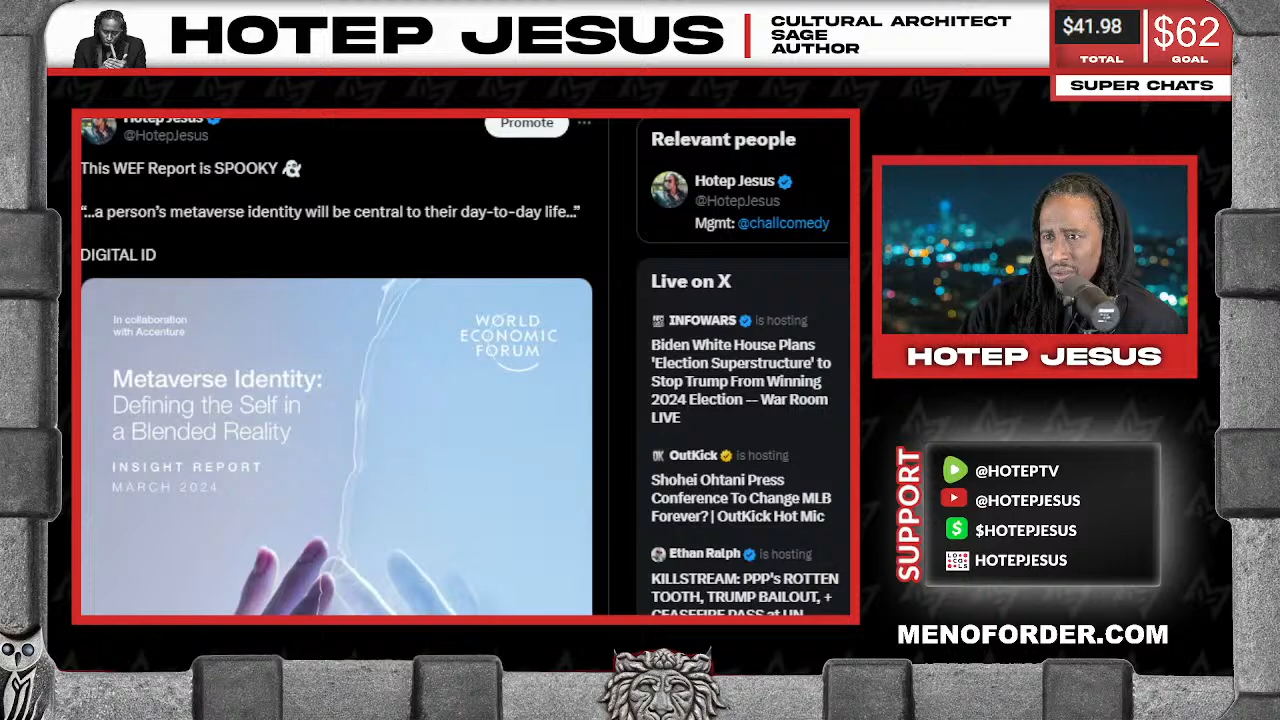 HOTEP JESUS
CULTURAL ARCHITECT
SAGE
AUTHOR
$41.98
TOTAL
$62
GOAL
SUPER CHATS
Hotep Jesus
@HotepJesus
Promote
This WEF Report is SPOOKY
“...a person’s metaverse identity will be central to their day-to-day life...”
DIGITAL ID
In collaboration
with Accenture
WORLD
ECONOMIC
FORUM
Metaverse Identity:
Defining the Self in
a Blended Reality
INSIGHT REPORT
MARCH 2024
Relevant people
Hotep Jesus
@HotepJesus
Mgmt: @challcomedy
Live on X
INFOWARS is hosting
Biden White House Plans
'Election Superstructure' to
Stop Trump From Winning
2024 Election -- War Room
LIVE
OutKick is hosting
Shohei Ohtani Press
Conference To Change MLB
Forever? | OutKick Hot Mic
Ethan Ralph is hosting
KILLSTREAM: PPP's ROTTEN
TOOTH, TRUMP BAILOUT, +
CEASEFIRE PASS at UN
HOTEP JESUS
SUPPORT
@HOTEPTV
@HOTEPJESUS
$HOTEPJESUS
LOCALS
HOTEPJESUS
MENOFORDER.COM